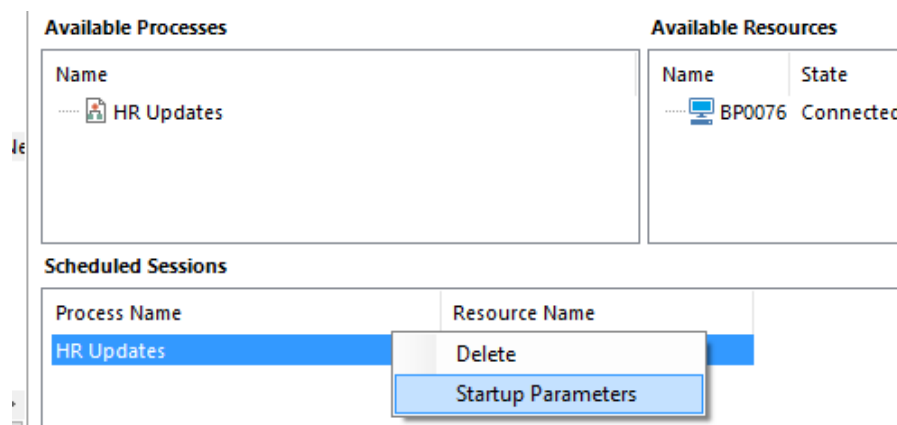 Available Processes
Available Resources
Name
Name State
HR Updates
BP0076 Connected
Scheduled Sessions
Process Name
Resource Name
HR Updates
Delete
Startup Parameters